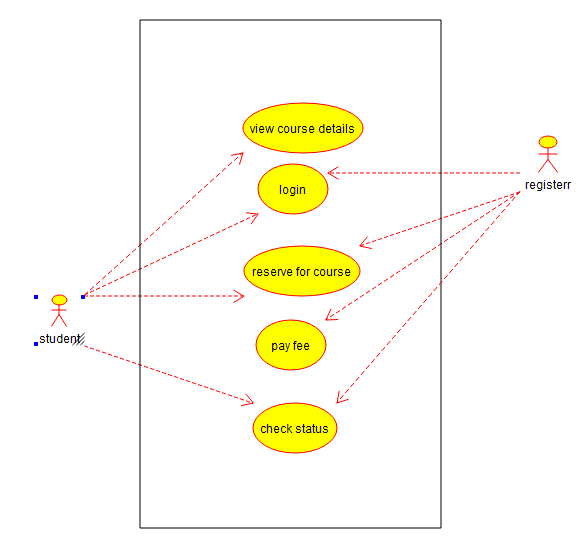 view course details
login
registerr
reserve for course
student
pay fee
check status